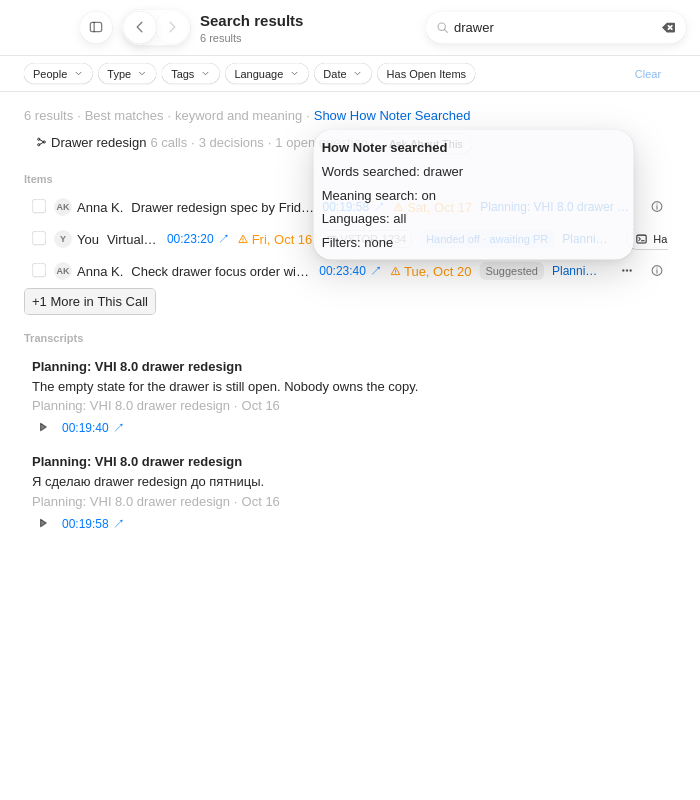 Search results
6 results
drawer
People
Type
Tags
Language
Date
Has Open Items
Clear
6 results · Best matches · keyword and meaning · Show How Noter Searched
Drawer redesign 6 calls · 3 decisions · 1 open
How Noter searched
Words searched: drawer
Meaning search: on
Languages: all
Filters: none
Items
AK Anna K. Drawer redesign spec by Frid… 00:19:58 ↗ Sat, Oct 17 Planning: VHI 8.0 drawer …
Y You Virtual… 00:23:20 ↗ Fri, Oct 16 Handed off · awaiting PR Planni… Ha
AK Anna K. Check drawer focus order wi… 00:23:40 ↗ Tue, Oct 20 Suggested Planni…
+1 More in This Call
Transcripts
Planning: VHI 8.0 drawer redesign
The empty state for the drawer is still open. Nobody owns the copy.
Planning: VHI 8.0 drawer redesign · Oct 16
00:19:40 ↗
Planning: VHI 8.0 drawer redesign
Я сделаю drawer redesign до пятницы.
Planning: VHI 8.0 drawer redesign · Oct 16
00:19:58 ↗